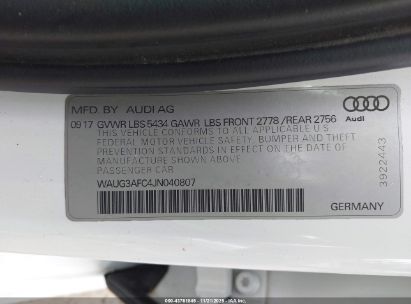 MFD. BY AUDI AG
09 17 GVWR LBS 5434 GAWR LBS FRONT 2778 /REAR 2756
THIS VEHICLE CONFORMS TO ALL APPLICABLE U S
FEDERAL MOTOR VEHICLE SAFETY, BUMPER AND THEFT
PREVENTION STANDARDS IN EFFECT ON THE DATE OF
MANUFACTURE SHOWN ABOVE
PASSENGER CAR
WAUG3AFC4JN040807
Audi
3922443
GERMANY